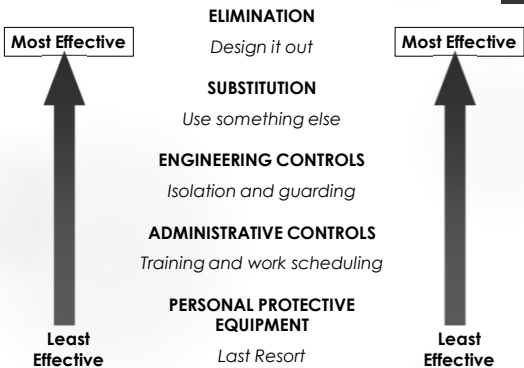 ELIMINATION
Most Effective
Design it out
Most Effective
SUBSTITUTION
Use something else
ENGINEERING CONTROLS
Isolation and guarding
ADMINISTRATIVE CONTROLS
Training and work scheduling
PERSONAL PROTECTIVE
EQUIPMENT
Last Resort
Least
Effective
Least
Effective